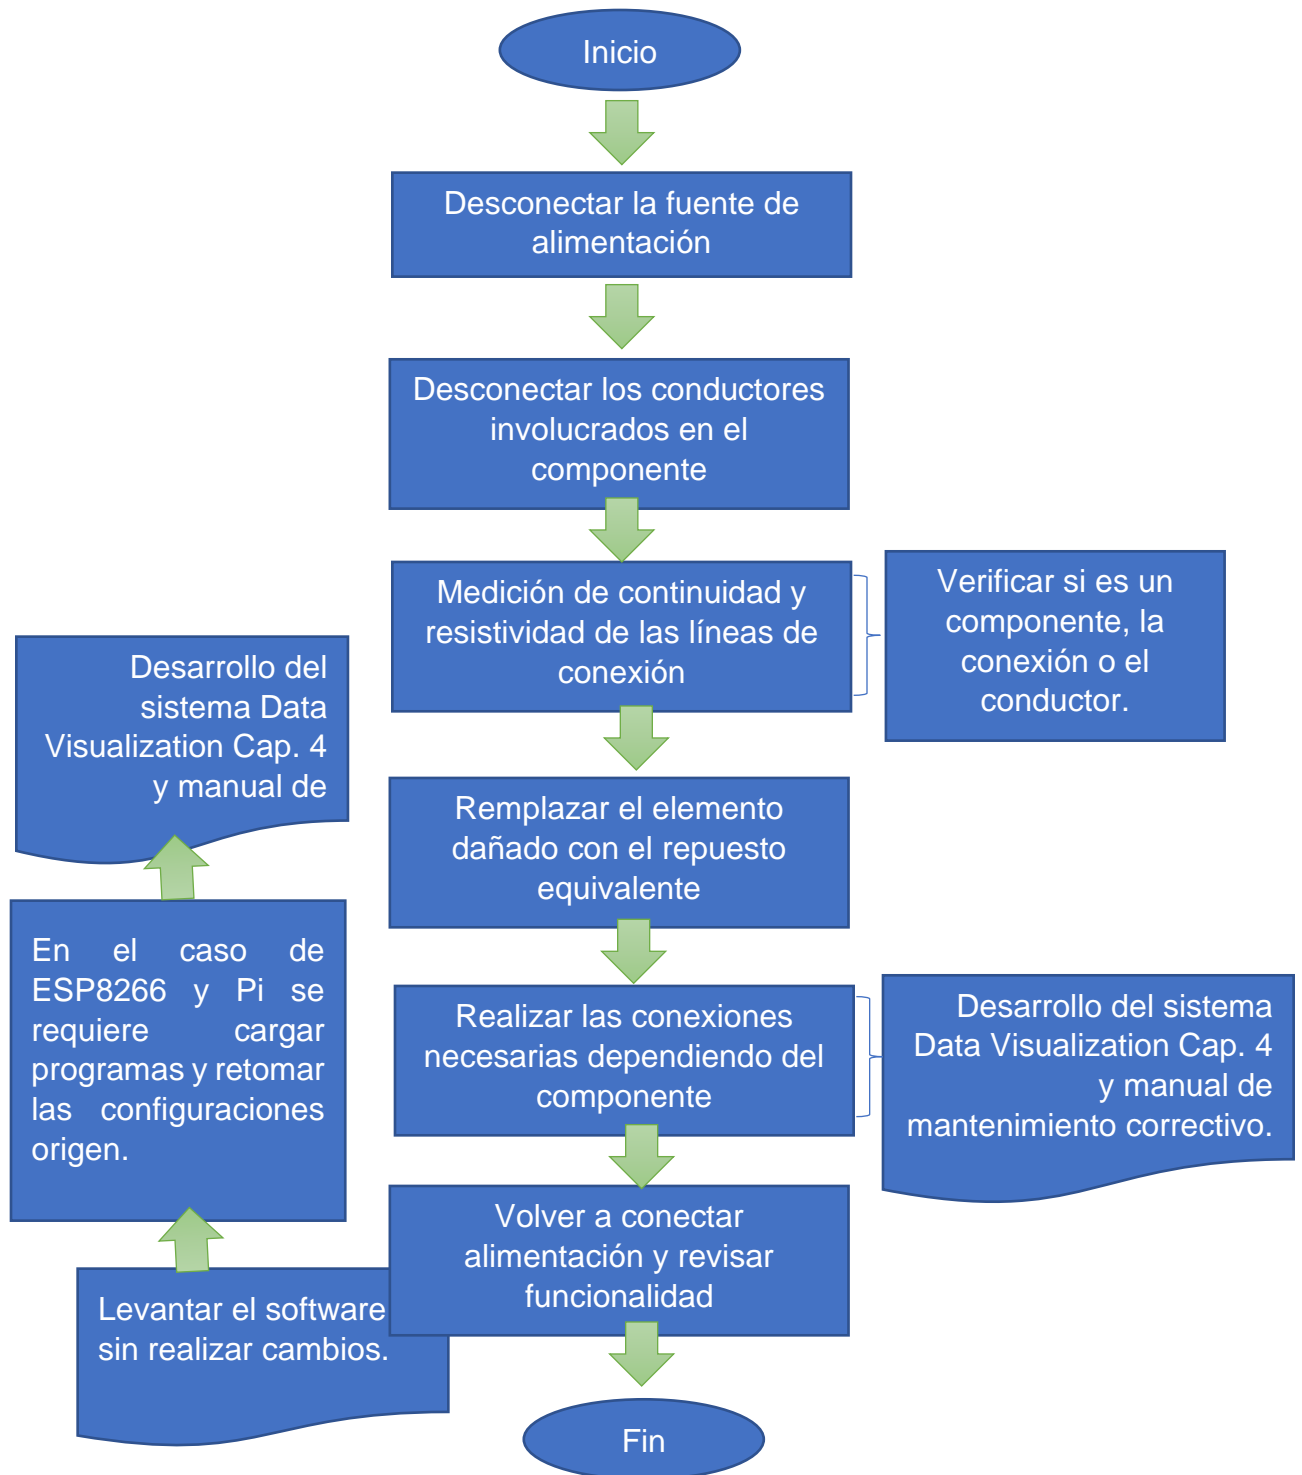 Inicio
Desconectar la fuente de
alimentación
Desconectar los conductores
involucrados en el
componente
Medición de continuidad y
resistividad de las líneas de
conexión
Verificar si es un
componente, la
conexión o el
conductor.
Desarrollo del
sistema Data
Visualization Cap. 4
y manual de
Remplazar el elemento
dañado con el repuesto
equivalente
En el caso de
ESP8266 y Pi se
requiere cargar
programas y retomar
las configuraciones
origen.
Realizar las conexiones
necesarias dependiendo del
componente
Desarrollo del sistema
Data Visualization Cap. 4
y manual de
mantenimiento correctivo.
Volver a conectar
alimentación y revisar
funcionalidad
Levantar el software
sin realizar cambios.
Fin